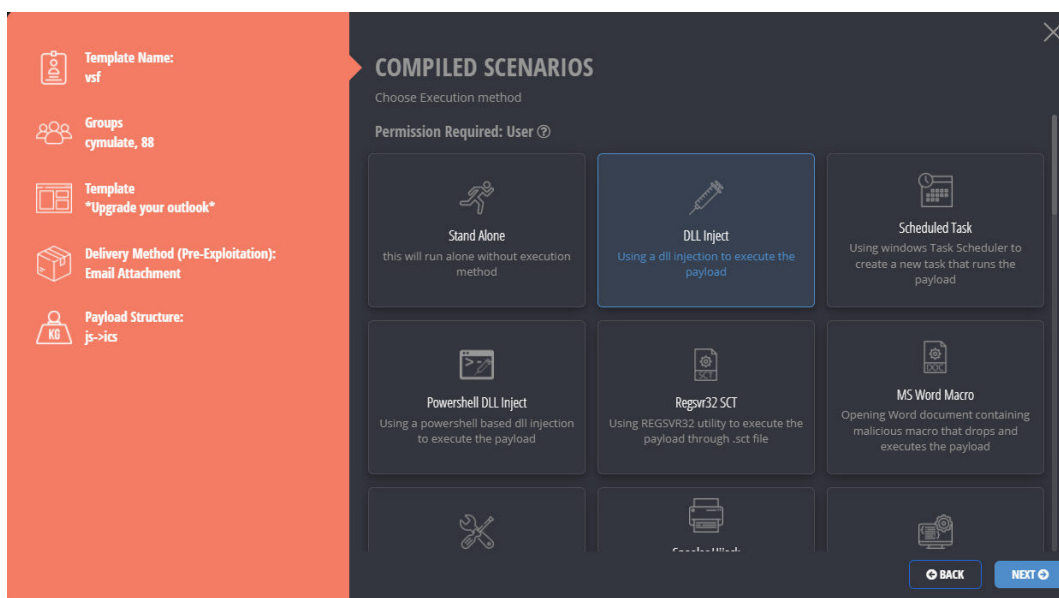 Template Name:
vsf
Groups
cymulate, 88
Template
*Upgrade your outlook*
Delivery Method (Pre-Exploitation):
Email Attachment
KG
Payload Structure:
js->ics
COMPILED SCENARIOS
Choose Execution method
Permission Required: User ?
Stand Alone
this will run alone without execution
method
DLL Inject
Using a dll injection to execute the
payload
Scheduled Task
Using windows Task Scheduler to
create a new task that runs the
payload
Powershell DLL Inject
Using a powershell based dll injection
to execute the payload
SCT
Regsvr32 SCT
Using REGSVR32 utility to execute the
payload through .sct file
DOC
MS Word Macro
Opening Word document containing
malicious macro that drops and
executes the payload
BACK
NEXT